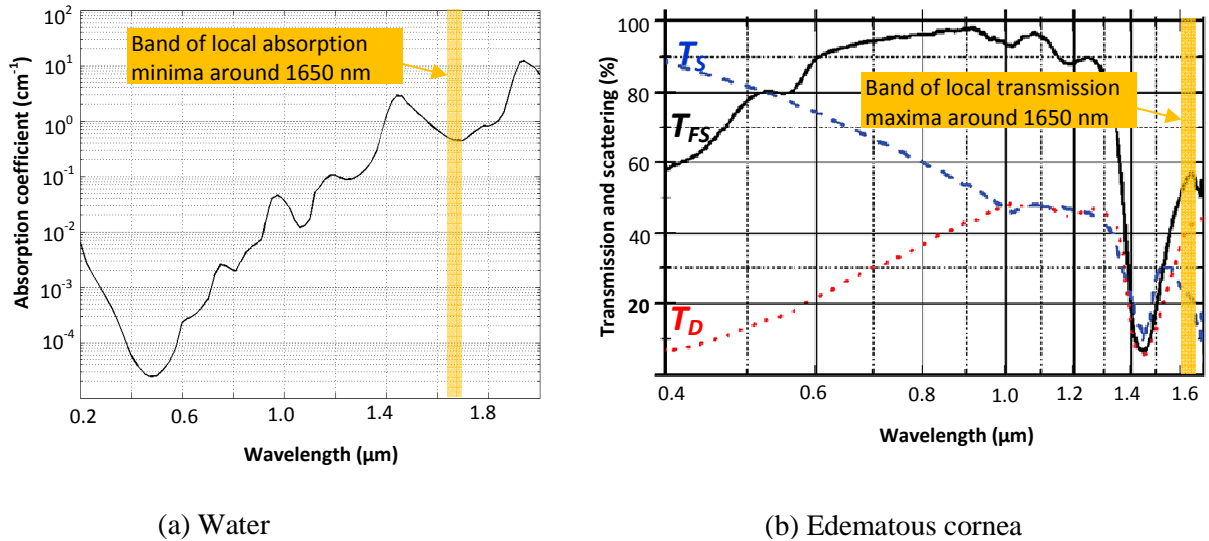 10²
10¹
10⁰
10⁻¹
10⁻²
10⁻³
10⁻⁴
Absorption coefficient (cm⁻¹)
Band of local absorption
minima around 1650 nm
0.2 0.6 1.0 1.4 1.8
Wavelength (µm)
(a) Water
100
80
60
40
20
Transmission and scattering (%)
T_S
T_FS
T_D
Band of local transmission
maxima around 1650 nm
0.4 0.6 0.8 1.0 1.2 1.4 1.6
Wavelength (µm)
(b) Edematous cornea